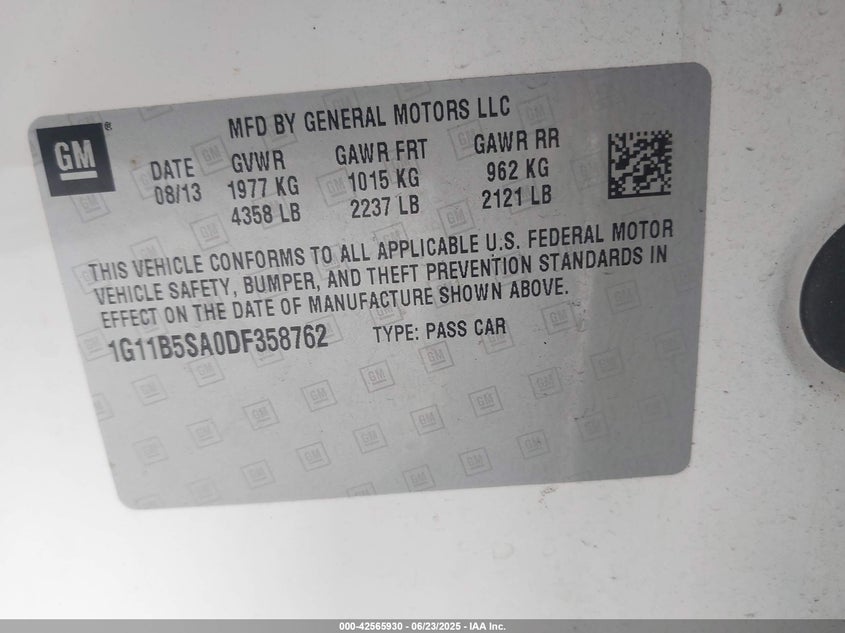 MFD BY GENERAL MOTORS LLC
GM ®
DATE GVWR GAWR FRT GAWR RR
08/13 1977 KG 1015 KG 962 KG
4358 LB 2237 LB 2121 LB
THIS VEHICLE CONFORMS TO ALL APPLICABLE U.S. FEDERAL MOTOR
VEHICLE SAFETY, BUMPER, AND THEFT PREVENTION STANDARDS IN
EFFECT ON THE DATE OF MANUFACTURE SHOWN ABOVE.
1G11B5SA0DF358762 TYPE: PASS CAR
000-42565930 - 06/23/2025 - IAA Inc.